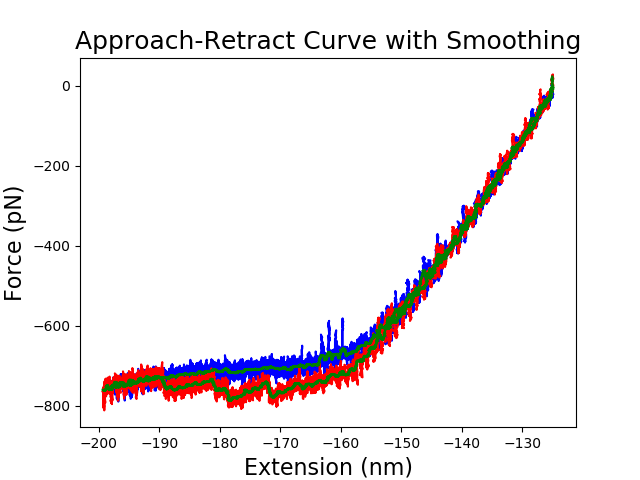 Approach-Retract Curve with Smoothing
Force (pN)
0
−200
−400
−600
−800
−200 −190 −180 −170 −160 −150 −140 −130
Extension (nm)